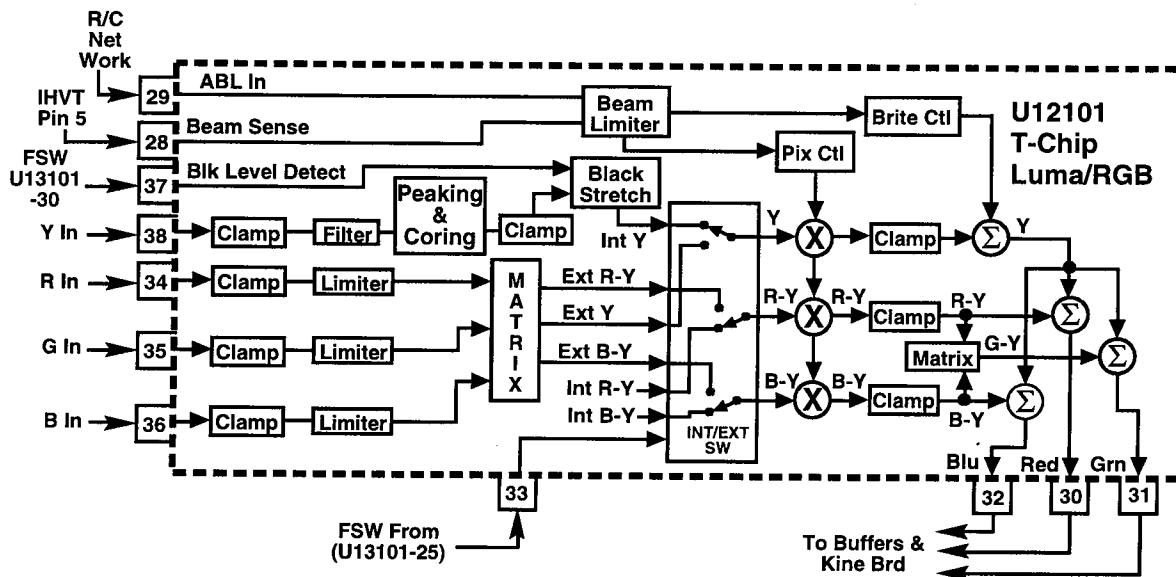 R/C
Net
Work
29
ABL In
IHVT
Pin 5
28
Beam Sense
FSW
U13101
-30
37
Blk Level Detect
Y In
38
Clamp
Filter
Peaking
&
Coring
Clamp
Black
Stretch
Int Y
Beam
Limiter
Pix Ctl
Brite Ctl
U12101
T-Chip
Luma/RGB
Y
X
Clamp
Σ
Y
R In
34
Clamp
Limiter
MATRIX
Ext R-Y
Ext Y
Ext B-Y
Int R-Y
Int B-Y
INT/EXT
SW
R-Y
X
R-Y
Clamp
R-Y
Σ
G In
35
Clamp
Limiter
Matrix
G-Y
Σ
B In
36
Clamp
Limiter
B-Y
X
B-Y
Clamp
B-Y
Σ
33
FSW From
(U13101-25)
Blu
Red
Grn
32
30
31
To Buffers &
Kine Brd